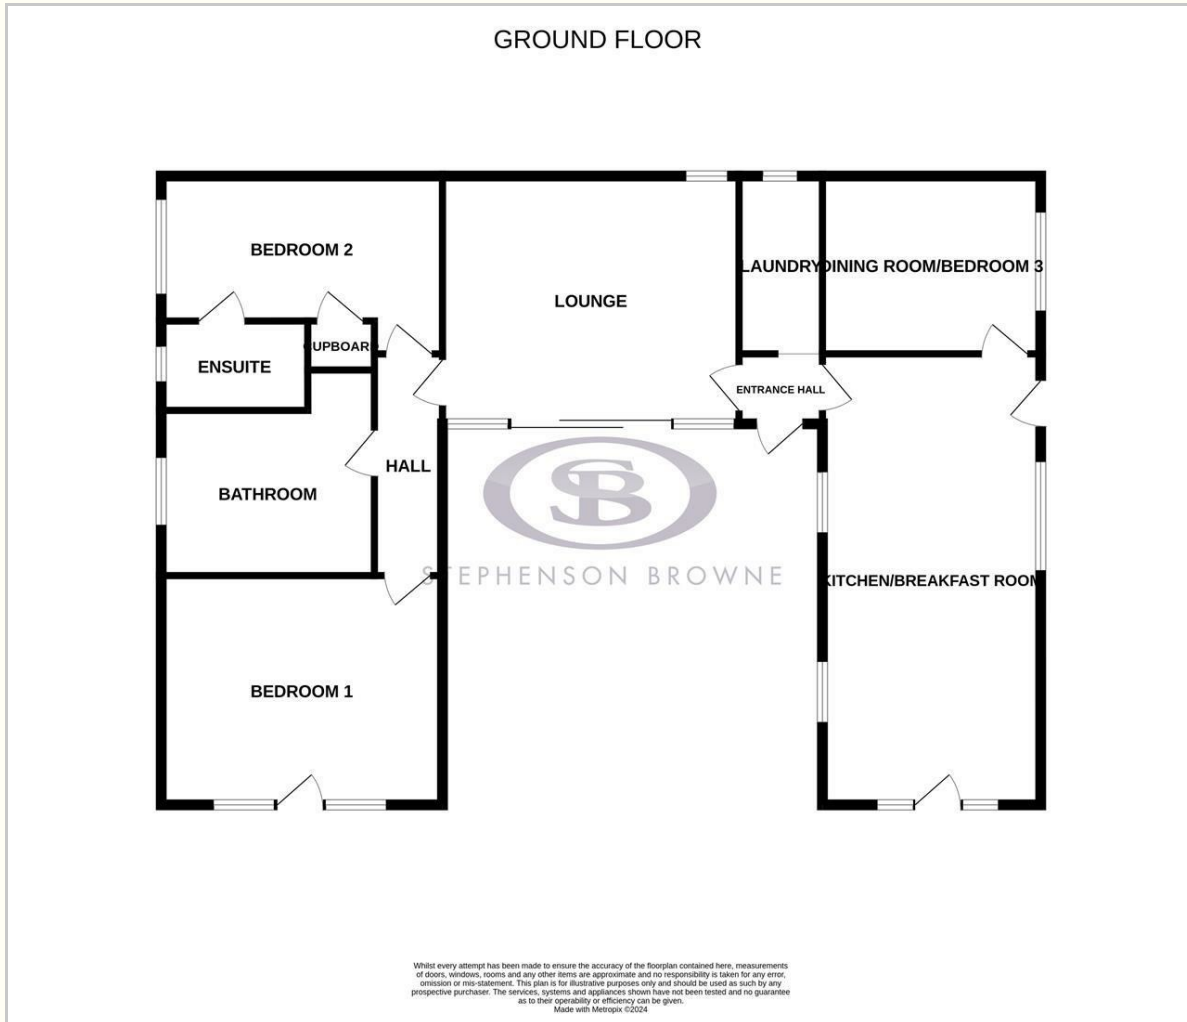 GROUND FLOOR
BEDROOM 2
LOUNGE
LAUNDRY
DINING ROOM/BEDROOM 3
CUPBOARD
ENSUITE
ENTRANCE HALL
HALL
BATHROOM
SB
STEPHENSON BROWNE
KITCHEN/BREAKFAST ROOM
BEDROOM 1
Whilst every attempt has been made to ensure the accuracy of the floorplan contained here, measurements
of doors, windows, rooms and any other items are approximate and no responsibility is taken for any error,
omission or mis-statement. This plan is for illustrative purposes only and should be used as such by any
prospective purchaser. The services, systems and appliances shown have not been tested and no guarantee
as to their operability or efficiency can be given.
Made with Metropix ©2024